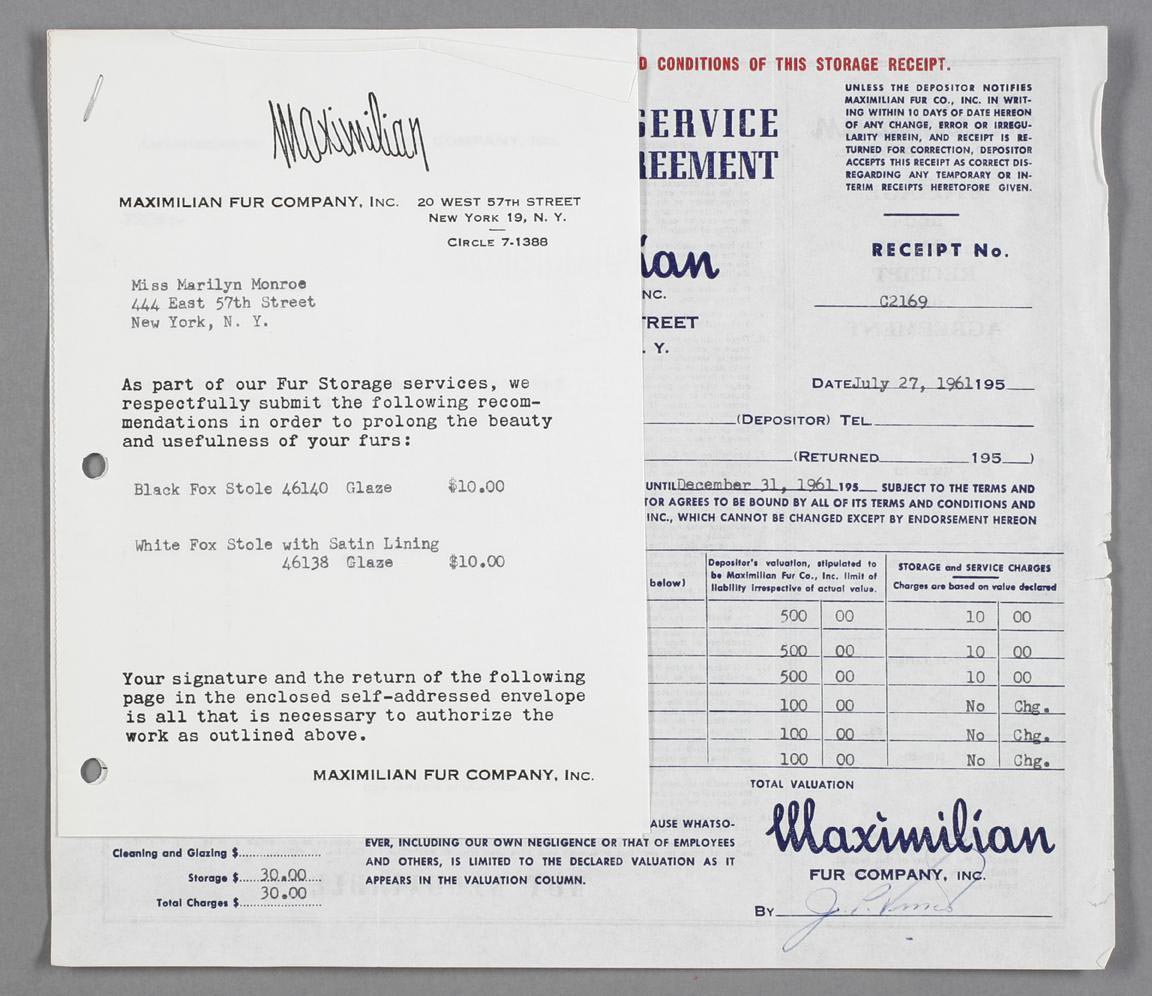 Maximilian
MAXIMILIAN FUR COMPANY, INC. 20 WEST 57TH STREET
NEW YORK 19, N. Y.
CIRCLE 7-1388
Miss Marilyn Monroe
444 East 57th Street
New York, N. Y.
As part of our Fur Storage services, we
respectfully submit the following recom-
mendations in order to prolong the beauty
and usefulness of your furs:
Black Fox Stole 46140 Glaze $10.00
White Fox Stole with Satin Lining
46138 Glaze $10.00
Your signature and the return of the following
page in the enclosed self-addressed envelope
is all that is necessary to authorize the
work as outlined above.
MAXIMILIAN FUR COMPANY, INC.
D CONDITIONS OF THIS STORAGE RECEIPT.
SERVICE
REEMENT
UNLESS THE DEPOSITOR NOTIFIES
MAXIMILIAN FUR CO., INC. IN WRIT-
ING WITHIN 10 DAYS OF DATE HEREON
OF ANY CHANGE, ERROR OR IRREGU-
LARITY HEREIN, AND RECEIPT IS RE-
TURNED FOR CORRECTION, DEPOSITOR
ACCEPTS THIS RECEIPT AS CORRECT DIS-
REGARDING ANY TEMPORARY OR IN-
TERIM RECEIPTS HERETOFORE GIVEN.
RECEIPT No.
C2169
ian
NC.
REET
. Y.
DATE July 27, 1961 195
(DEPOSITOR) TEL.
(RETURNED 195 )
UNTIL December 31, 1961 195 SUBJECT TO THE TERMS AND
TOR AGREES TO BE BOUND BY ALL OF ITS TERMS AND CONDITIONS AND
INC., WHICH CANNOT BE CHANGED EXCEPT BY ENDORSEMENT HEREON
below)
Depositor's valuation, stipulated to
be Maximilian Fur Co., Inc. limit of
liability irrespective of actual value.
STORAGE and SERVICE CHARGES
Charges are based on value declared
500 00 10 00
500 00 10 00
500 00 10 00
100 00 No Chg.
100 00 No Chg.
100 00 No Chg.
TOTAL VALUATION
AUSE WHATSO-
EVER, INCLUDING OUR OWN NEGLIGENCE OR THAT OF EMPLOYEES
AND OTHERS, IS LIMITED TO THE DECLARED VALUATION AS IT
APPEARS IN THE VALUATION COLUMN.
Cleaning and Glazing $
Storage $ 30.00
Total Charges $ 30.00
Maximilian
FUR COMPANY, INC.
BY